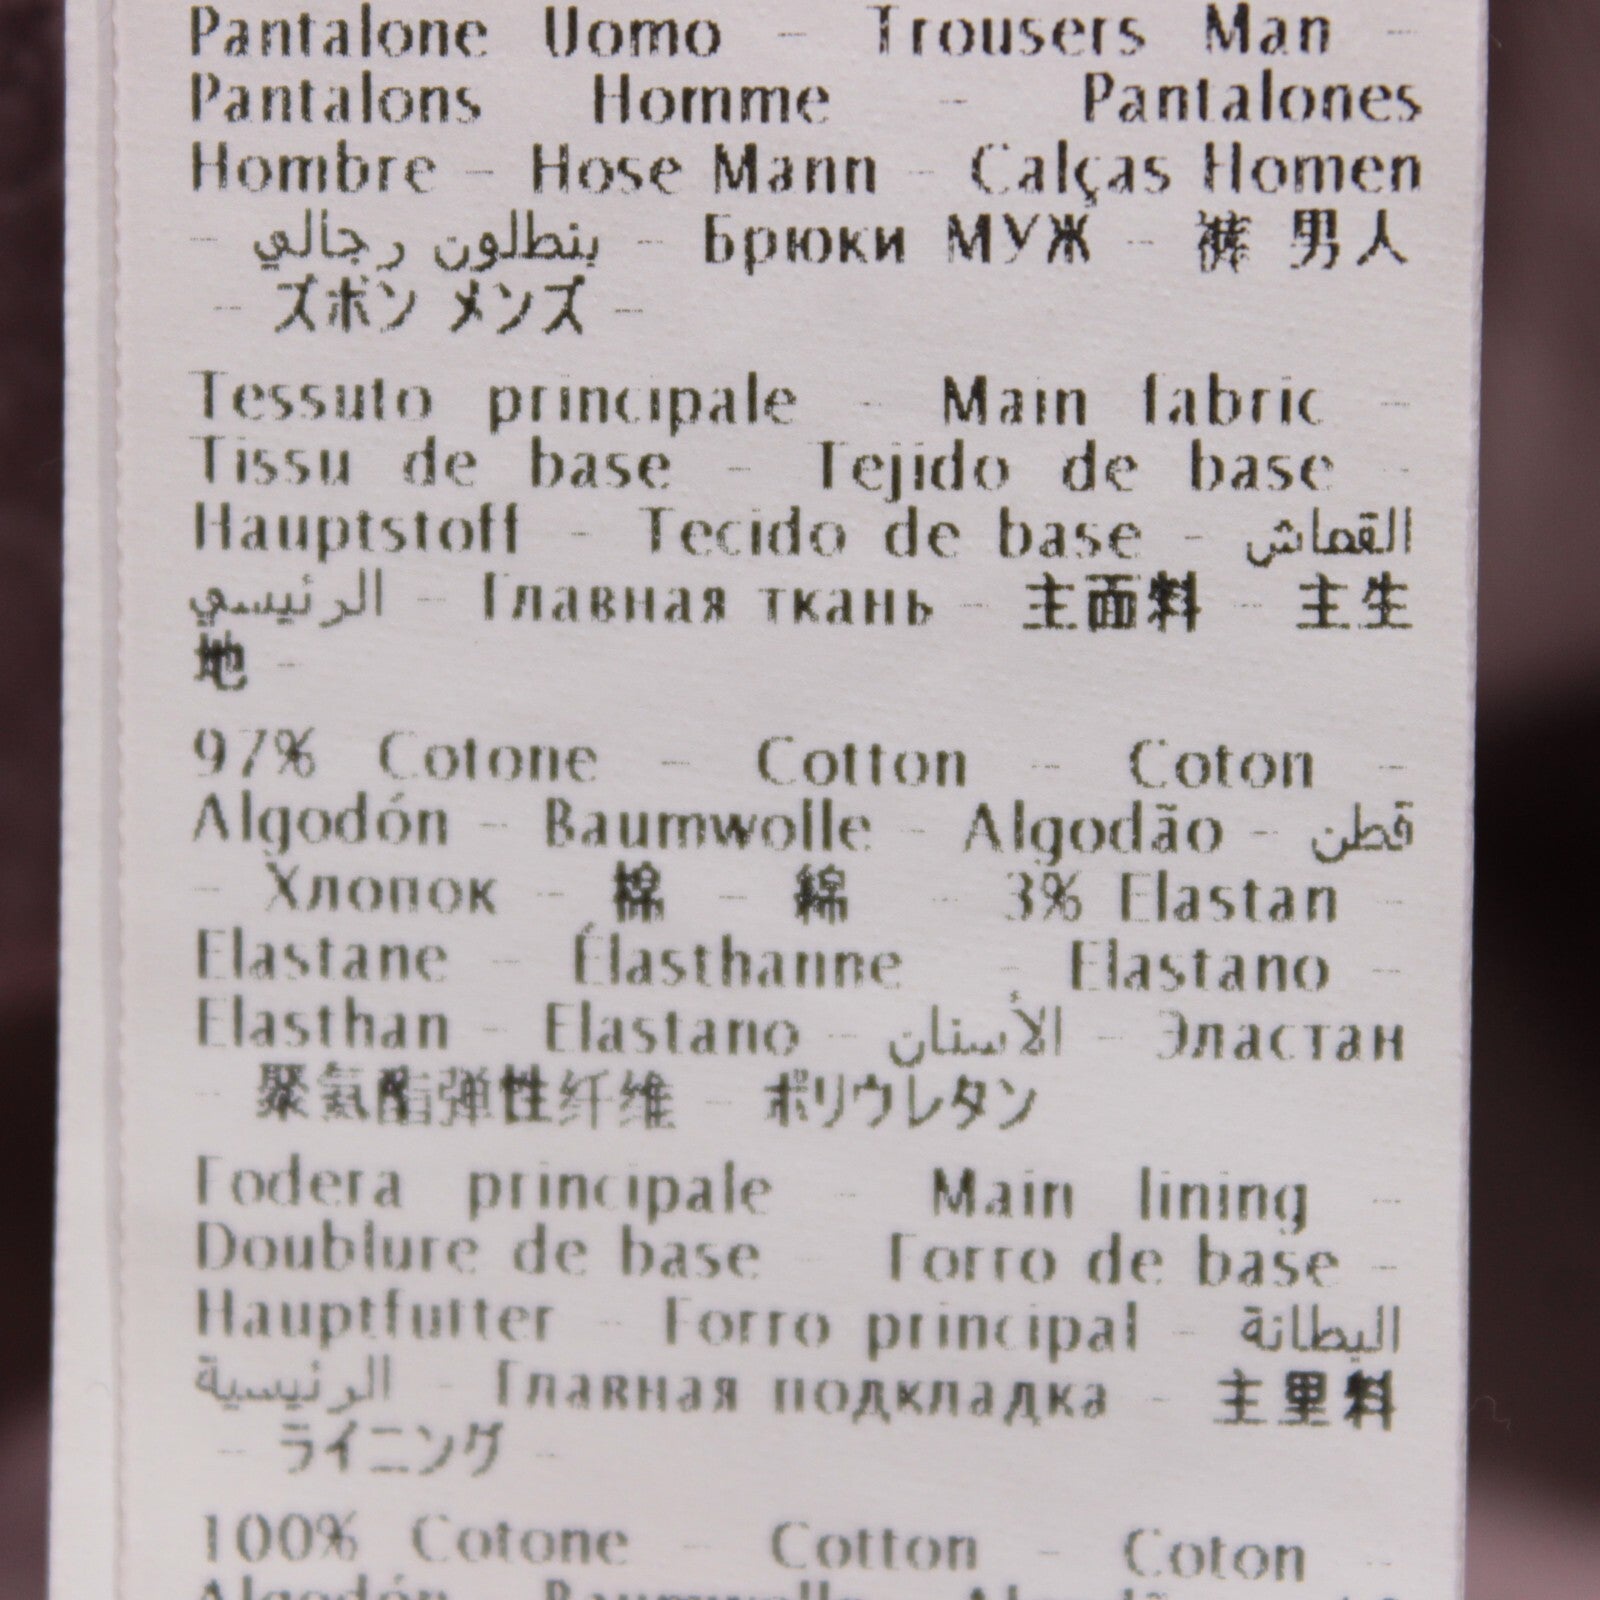 Pantalone Uomo – Trousers Man –
Pantalons Homme – Pantalones
Hombre – Hose Mann – Calças Homen
– بنطلون رجالي – Брюки МУЖ – 裤 男人
– ズボン メンズ –
Tessuto principale – Main fabric –
Tissu de base – Tejido de base –
Hauptstoff – Tecido de base – القماش
الرئيسي – Главная ткань – 主面料 – 主生
地 –
97% Cotone – Cotton – Coton –
Algodón – Baumwolle – Algodão – قطن
– Хлопок – 棉 – 綿 – 3% Elastan –
Elastane – Élasthanne – Elastano –
Elasthan – Elastano – الأستان – Эластан
– 聚氨酯弹性纤维 – ポリウレタン
Fodera principale – Main lining –
Doublure de base – Forro de base –
Hauptfutter – Forro principal – البطانة
الرئيسية – Главная подкладка – 主里料
– ライニング –
100% Cotone – Cotton – Coton –
Algodón – Baumwolle –